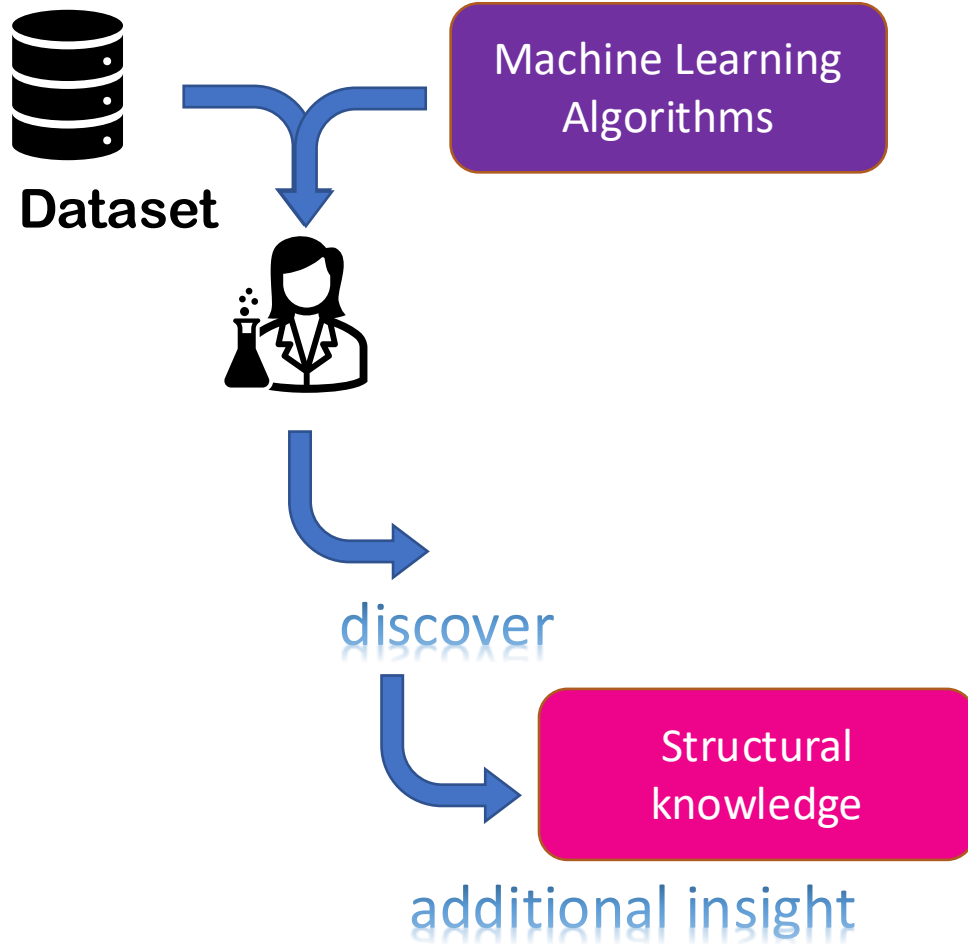 Machine Learning
Algorithms
Dataset
discover
Structural
knowledge
additional insight